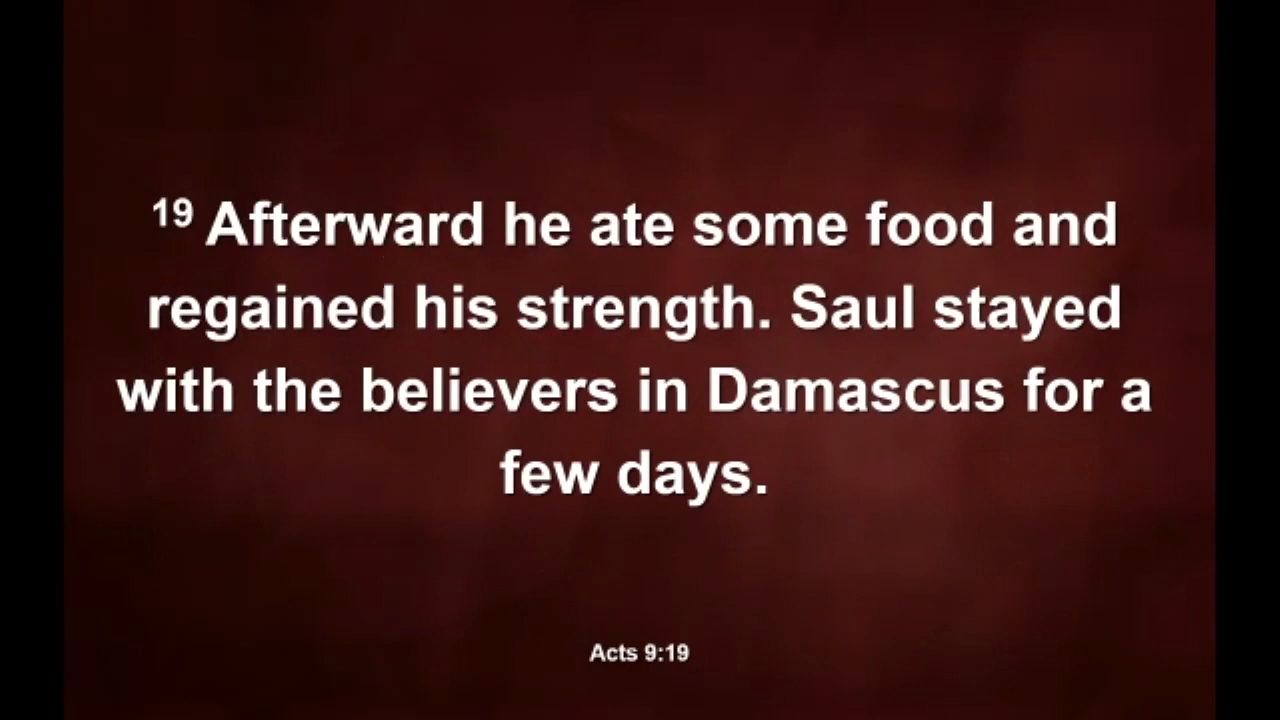 19 Afterward he ate some food and
regained his strength. Saul stayed
with the believers in Damascus for a
few days.
Acts 9:19